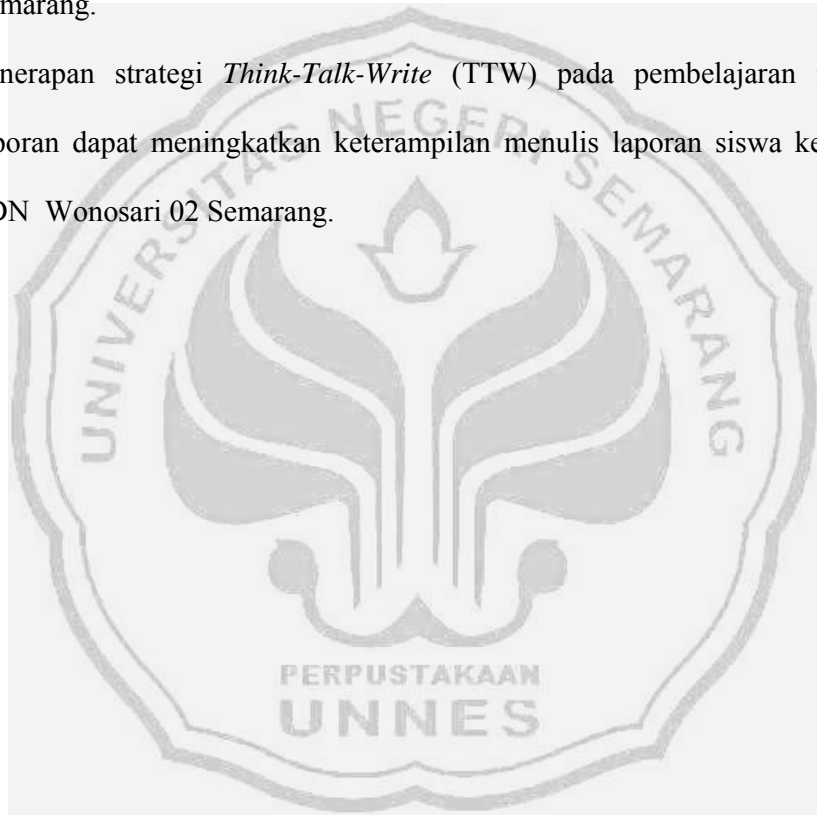 emarang.
nerapan strategi Think-Talk-Write (TTW) pada pembelajaran
poran dapat meningkatkan keterampilan menulis laporan siswa ke
DN Wonosari 02 Semarang.
UNIVERSITAS NEGERI SEMARANG
PERPUSTAKAAN
UNNES